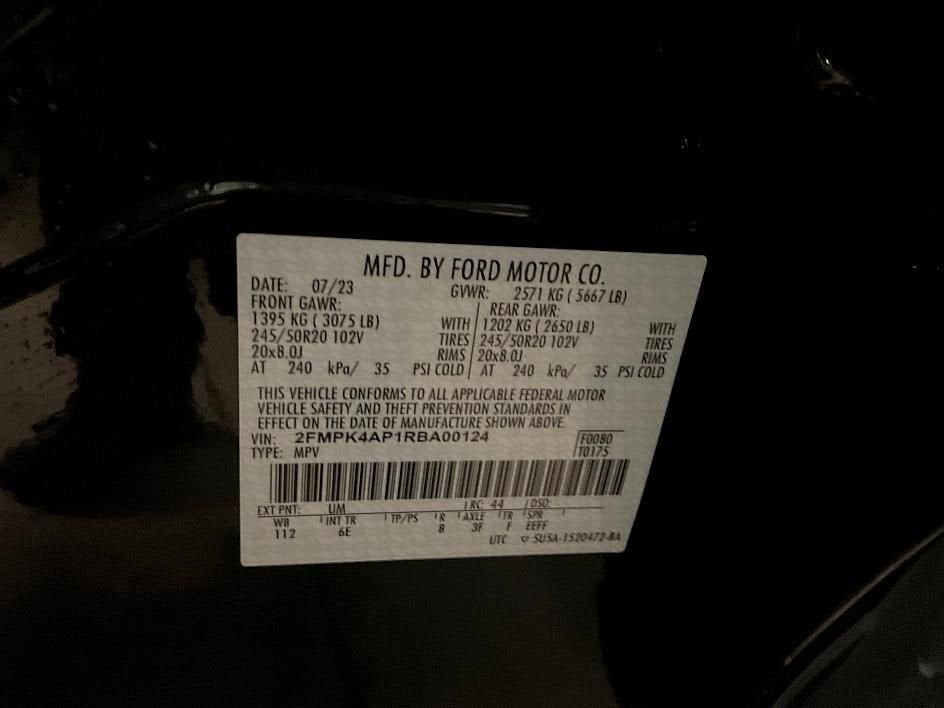 MFD. BY FORD MOTOR CO.
DATE: 07/23 GVWR: 2571 KG ( 5667 LB)
FRONT GAWR: REAR GAWR:
1395 KG ( 3075 LB) WITH 1202 KG ( 2650 LB) WITH
245/50R20 102V TIRES 245/50R20 102V TIRES
20x8.0J RIMS 20x8.0J RIMS
AT 240 kPa/ 35 PSI COLD AT 240 kPa/ 35 PSI COLD
THIS VEHICLE CONFORMS TO ALL APPLICABLE FEDERAL MOTOR
VEHICLE SAFETY AND THEFT PREVENTION STANDARDS IN
EFFECT ON THE DATE OF MANUFACTURE SHOWN ABOVE.
VIN: 2FMPK4AP1RBA00124 F0080
TYPE: MPV T0175
EXT PNT: UM RC: 44 DSO:
WB INT TR TP/PS R AXLE TR SPR
112 6E B 3F F EEFF
UTC ▽ SU5A-1520472-BA